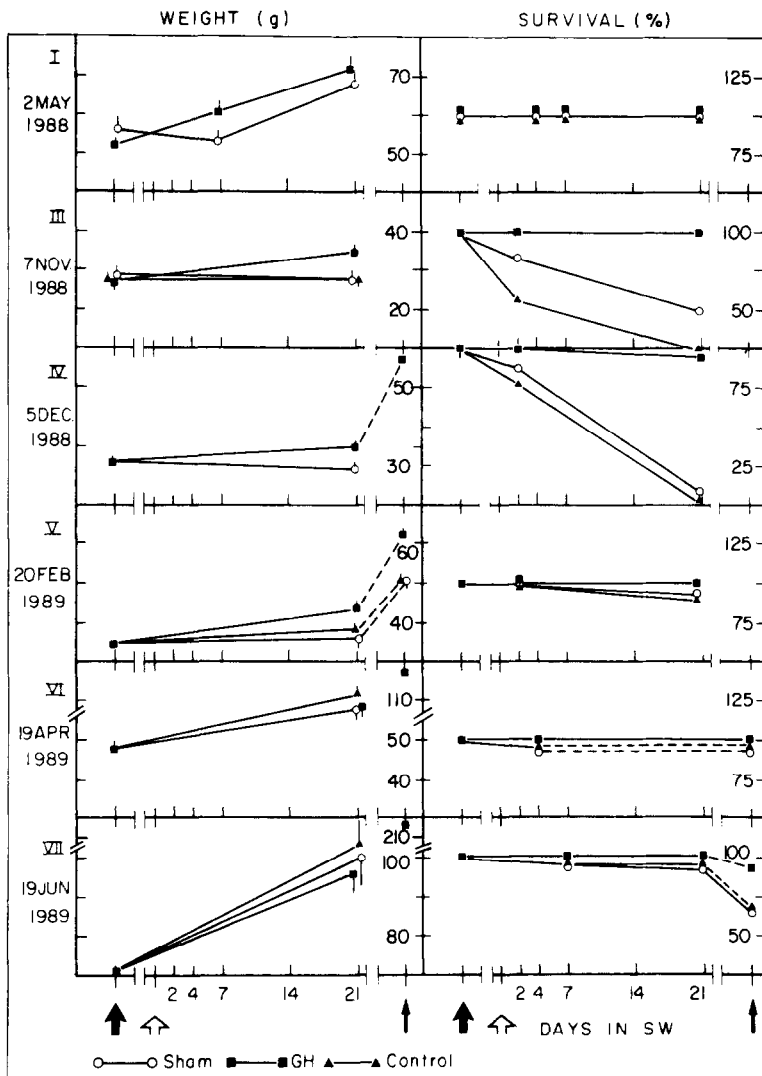 WEIGHT (g) SURVIVAL (%)
I
2 MAY
1988
70
50
125
75
III
7 NOV
1988
40
20
100
50
IV
5 DEC.
1988
50
30
75
25
V
20 FEB
1989
60
40
125
75
VI
19 APR
1989
110
50
40
125
75
VII
19 JUN
1989
210
100
80
100
50
2 4 7 14 21 2 4 7 14 21
DAYS IN SW
Sham GH Control